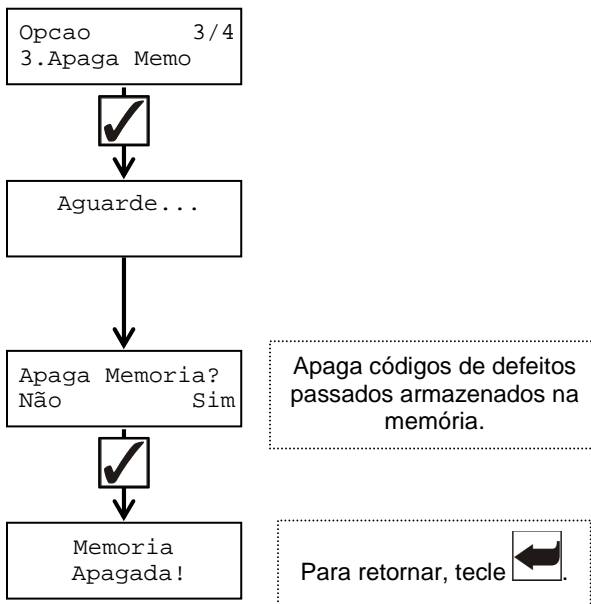 Opcao 3/4
3.Apaga Memo
Aguarde...
Apaga Memoria?
Não Sim
Apaga códigos de defeitos
passados armazenados na
memória.
Memoria
Apagada!
Para retornar, tecle .